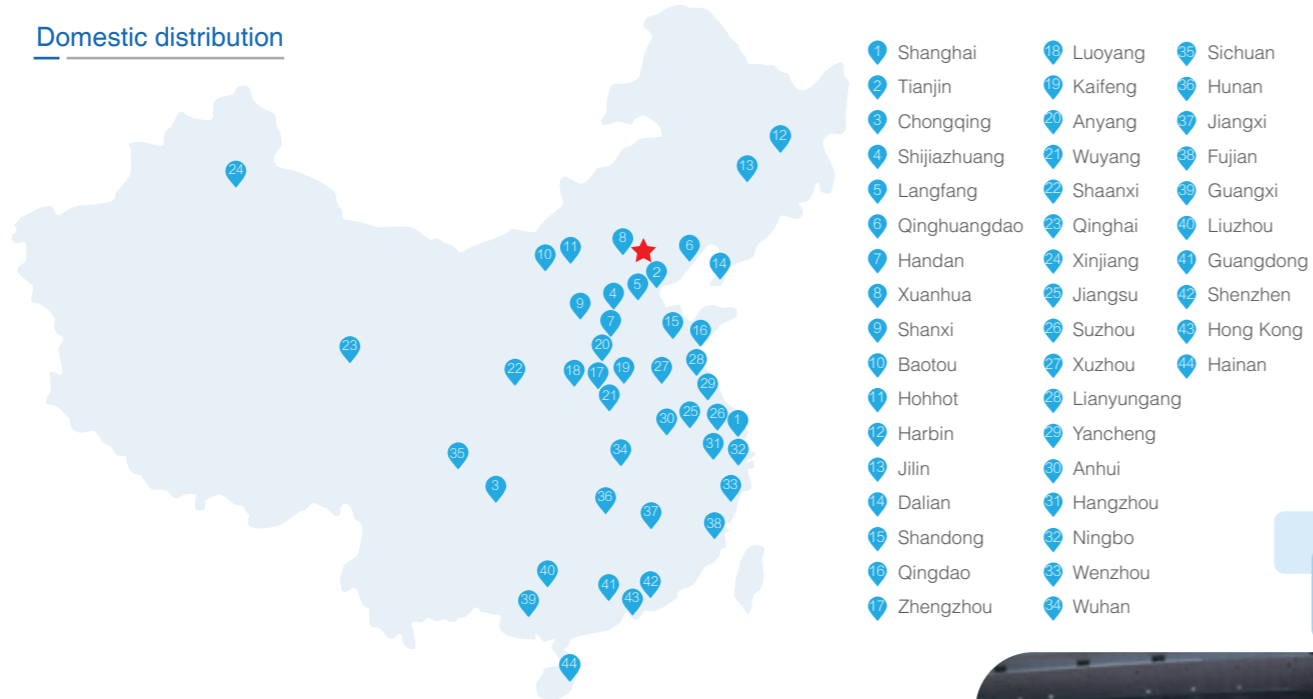 Domestic distribution
1 Shanghai
2 Tianjin
3 Chongqing
4 Shijiazhuang
5 Langfang
6 Qinghuangdao
7 Handan
8 Xuanhua
9 Shanxi
10 Baotou
11 Hohhot
12 Harbin
13 Jilin
14 Dalian
15 Shandong
16 Qingdao
17 Zhengzhou
18 Luoyang
19 Kaifeng
20 Anyang
21 Wuyang
22 Shaanxi
23 Qinghai
24 Xinjiang
25 Jiangsu
26 Suzhou
27 Xuzhou
28 Lianyungang
29 Yancheng
30 Anhui
31 Hangzhou
32 Ningbo
33 Wenzhou
34 Wuhan
35 Sichuan
36 Hunan
37 Jiangxi
38 Fujian
39 Guangxi
40 Liuzhou
41 Guangdong
42 Shenzhen
43 Hong Kong
44 Hainan
12
13
24
8
11
10
6
14
2
5
4
9
7
15
16
20
23
28
22
18
17
19
27
29
21
30
25
26
1
31
32
34
35
3
33
36
37
38
40
41
42
39
43
44